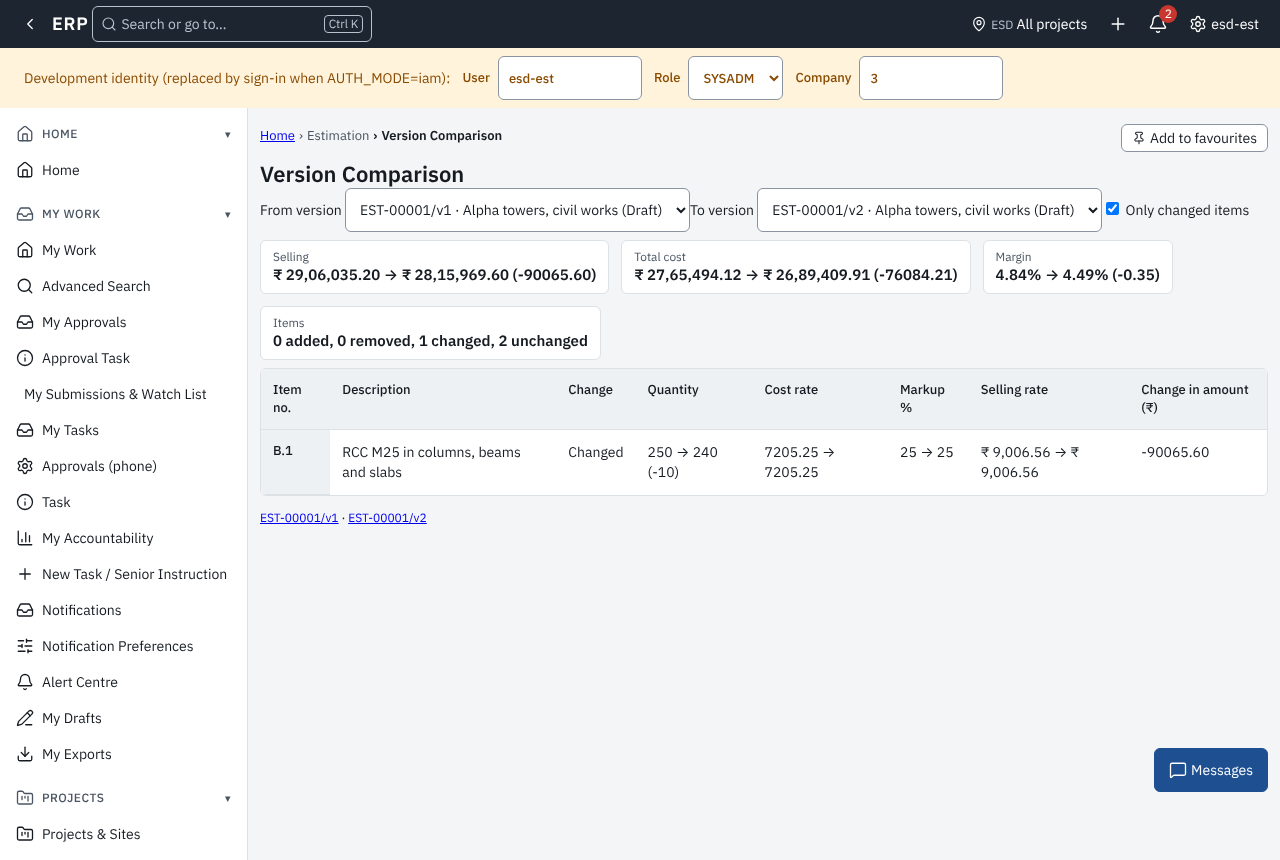 ERP
Search or go to... Ctrl K
ESD All projects
2
esd-est
Development identity (replaced by sign-in when AUTH_MODE=iam): User esd-est Role SYSADM Company 3
HOME
Home
MY WORK
My Work
Advanced Search
My Approvals
Approval Task
My Submissions & Watch List
My Tasks
Approvals (phone)
Task
My Accountability
New Task / Senior Instruction
Notifications
Notification Preferences
Alert Centre
My Drafts
My Exports
PROJECTS
Projects & Sites
Home › Estimation › Version Comparison
Add to favourites
Version Comparison
From version EST-00001/v1 · Alpha towers, civil works (Draft) To version EST-00001/v2 · Alpha towers, civil works (Draft) Only changed items
Selling
₹ 29,06,035.20 → ₹ 28,15,969.60 (-90065.60)
Total cost
₹ 27,65,494.12 → ₹ 26,89,409.91 (-76084.21)
Margin
4.84% → 4.49% (-0.35)
Items
0 added, 0 removed, 1 changed, 2 unchanged
Item no. Description Change Quantity Cost rate Markup % Selling rate Change in amount (₹)
B.1 RCC M25 in columns, beams and slabs Changed 250 → 240 (-10) 7205.25 → 7205.25 25 → 25 ₹ 9,006.56 → ₹ 9,006.56 -90065.60
EST-00001/v1 · EST-00001/v2
Messages